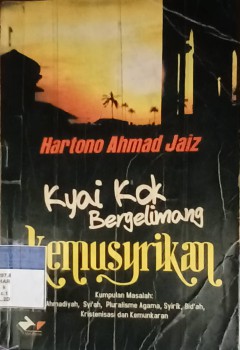 Hartono Ahmad Jaiz
Kyai Kok
Bergelimang
Kemusyrikan
Kumpulan Masalah:
Ahmadiyah, Syi'ah, Pluralisme Agama, Syirik, Bid'ah,
Kristenisasi dan Kemunkaran